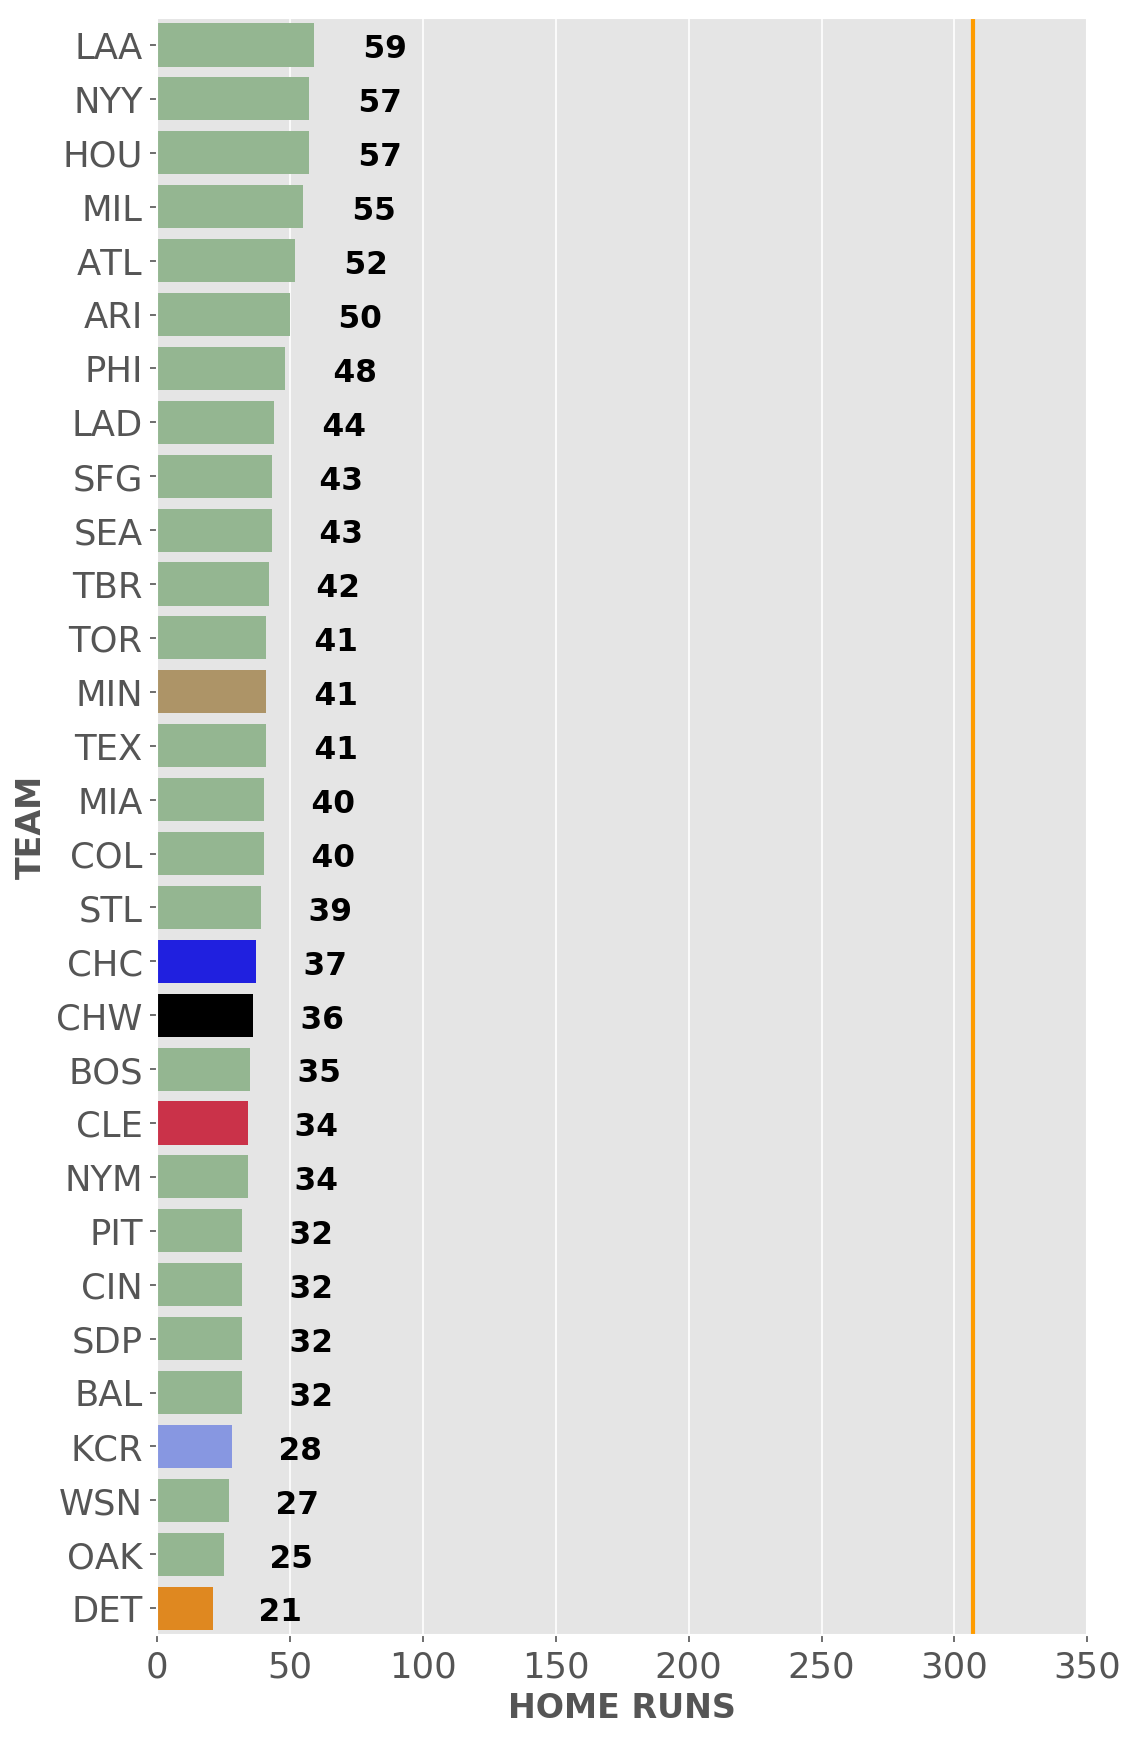 LAA 59
NYY 57
HOU 57
MIL 55
ATL 52
ARI 50
PHI 48
LAD 44
SFG 43
SEA 43
TBR 42
TOR 41
MIN 41
TEX 41
MIA 40
COL 40
STL 39
CHC 37
CHW 36
BOS 35
CLE 34
NYM 34
PIT 32
CIN 32
SDP 32
BAL 32
KCR 28
WSN 27
OAK 25
DET 21
TEAM
0 50 100 150 200 250 300 350
HOME RUNS